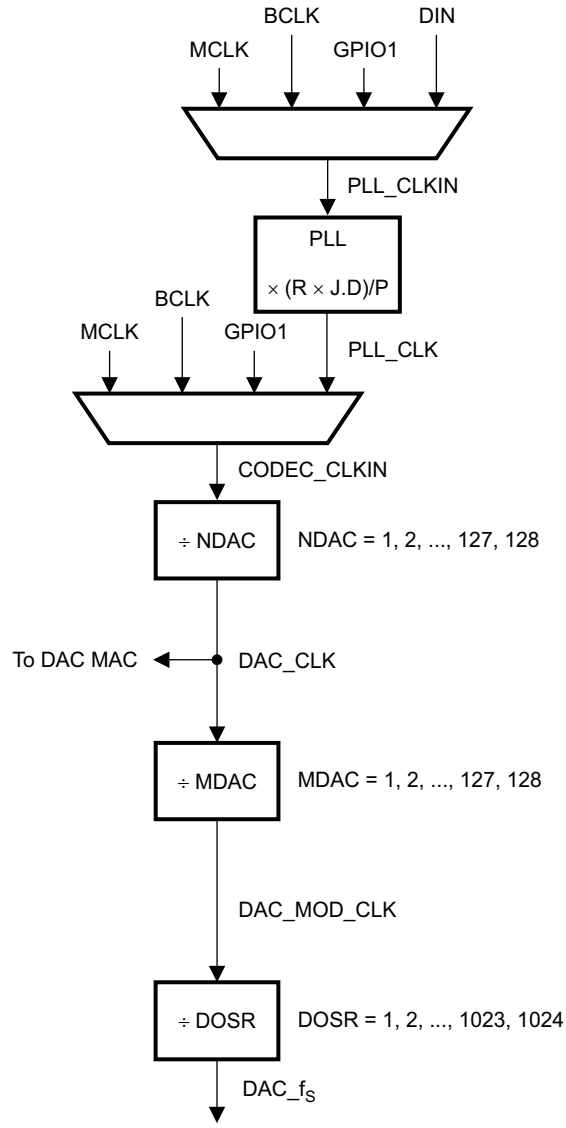 BCLK
DIN
MCLK
GPIO1
PLL_CLKIN
PLL
× (R × J.D)/P
BCLK
MCLK
GPIO1
PLL_CLK
CODEC_CLKIN
÷ NDAC
NDAC = 1, 2, ..., 127, 128
To DAC MAC
DAC_CLK
÷ MDAC
MDAC = 1, 2, ..., 127, 128
DAC_MOD_CLK
÷ DOSR
DOSR = 1, 2, ..., 1023, 1024
DAC_fS